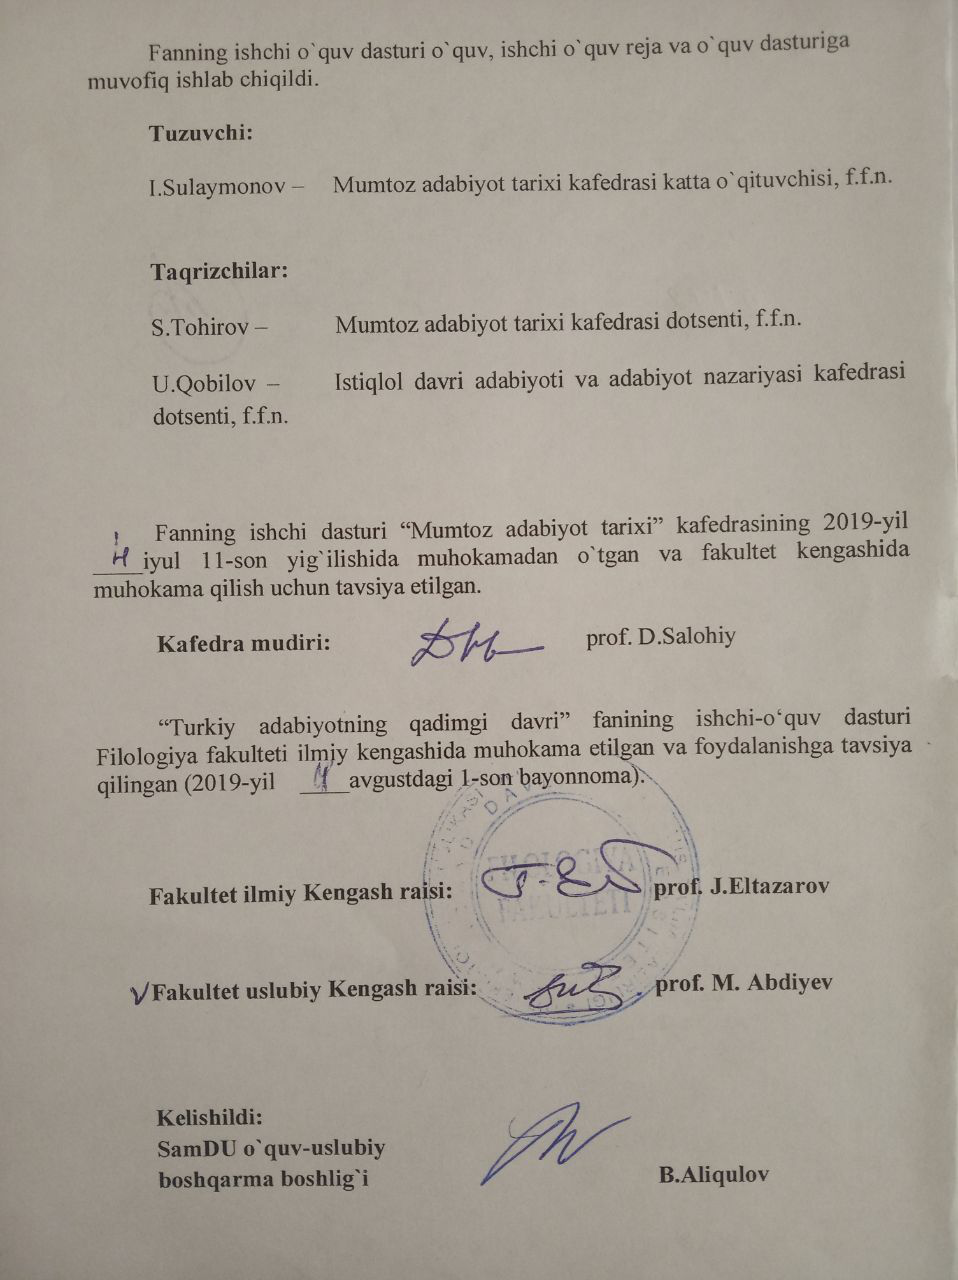 Fanning ishchi o`quv dasturi o`quv, ishchi o`quv reja va o`quv dasturiga
muvofiq ishlab chiqildi.
Tuzuvchi:
I.Sulaymonov – Mumtoz adabiyot tarixi kafedrasi katta o`qituvchisi, f.f.n.
Taqrizchilar:
S.Tohirov – Mumtoz adabiyot tarixi kafedrasi dotsenti, f.f.n.
U.Qobilov – Istiqlol davri adabiyoti va adabiyot nazariyasi kafedrasi
dotsenti, f.f.n.
Fanning ishchi dasturi “Mumtoz adabiyot tarixi” kafedrasining 2019-yil
iyul 11-son yig`ilishida muhokamadan o`tgan va fakultet kengashida
muhokama qilish uchun tavsiya etilgan.
Kafedra mudiri: prof. D.Salohiy
“Turkiy adabiyotning qadimgi davri” fanining ishchi-o‘quv dasturi
Filologiya fakulteti ilmiy kengashida muhokama etilgan va foydalanishga tavsiya
qilingan (2019-yil avgustdagi 1-son bayonnoma).
FILOLOGIYA
FAKULTETI
Fakultet ilmiy Kengash raisi: prof. J.Eltazarov
Fakultet uslubiy Kengash raisi: prof. M. Abdiyev
Kelishildi:
SamDU o`quv-uslubiy
boshqarma boshlig`i B.Aliqulov